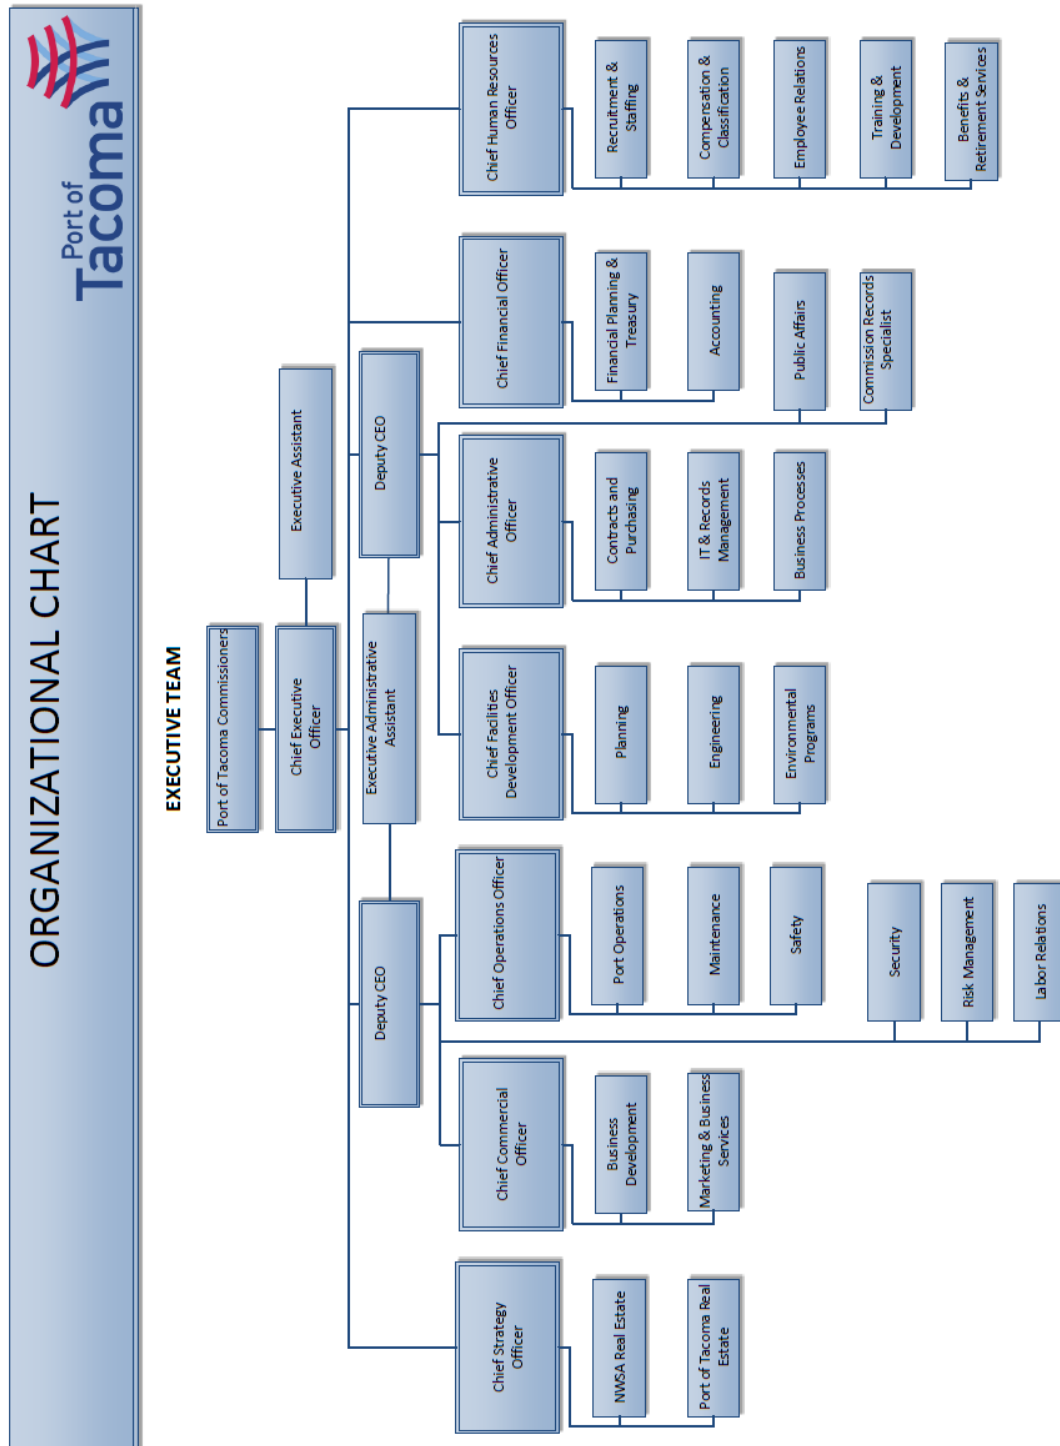 ORGANIZATIONAL CHART
Port of
Tacoma
EXECUTIVE TEAM
Port of Tacoma Commissioners
Chief Executive
Officer
Executive Assistant
Deputy CEO
Executive Administrative
Assistant
Deputy CEO
Chief Strategy
Officer
Chief Commercial
Officer
Chief Operations Officer
Chief Facilities
Development Officer
Chief Administrative
Officer
Chief Financial Officer
Chief Human Resources
Officer
NWSA Real Estate
Business
Development
Port Operations
Planning
Contracts and
Purchasing
Financial Planning &
Treasury
Recruitment &
Staffing
Port of Tacoma Real
Estate
Marketing & Business
Services
Maintenance
Engineering
IT & Records
Management
Accounting
Compensation &
Classification
Safety
Environmental
Programs
Business Processes
Public Affairs
Employee Relations
Security
Commission Records
Specialist
Training &
Development
Risk Management
Benefits &
Retirement Services
Labor Relations